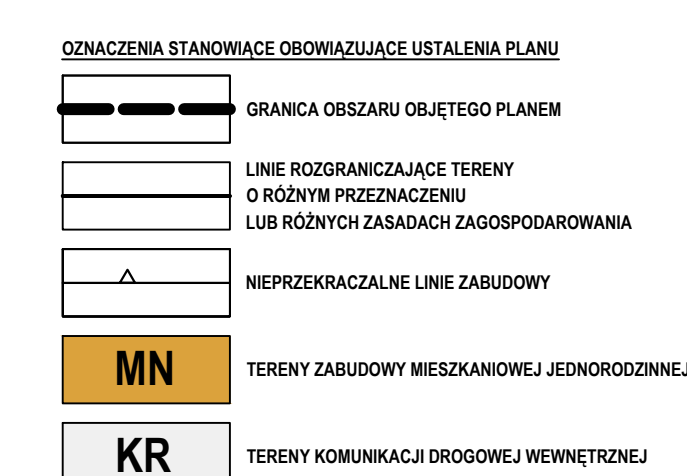 OZNACZENIA STANOWIĄCE OBOWIĄZUJĄCE USTALENIA PLANU
GRANICA OBSZARU OBJĘTEGO PLANEM
LINIE ROZGRANICZAJĄCE TERENY
O RÓŻNYM PRZEZNACZENIU
LUB RÓŻNYCH ZASADACH ZAGOSPODAROWANIA
NIEPRZEKRACZALNE LINIE ZABUDOWY
MN TERENY ZABUDOWY MIESZKANIOWEJ JEDNORODZINNEJ
KR TERENY KOMUNIKACJI DROGOWEJ WEWNĘTRZNEJ